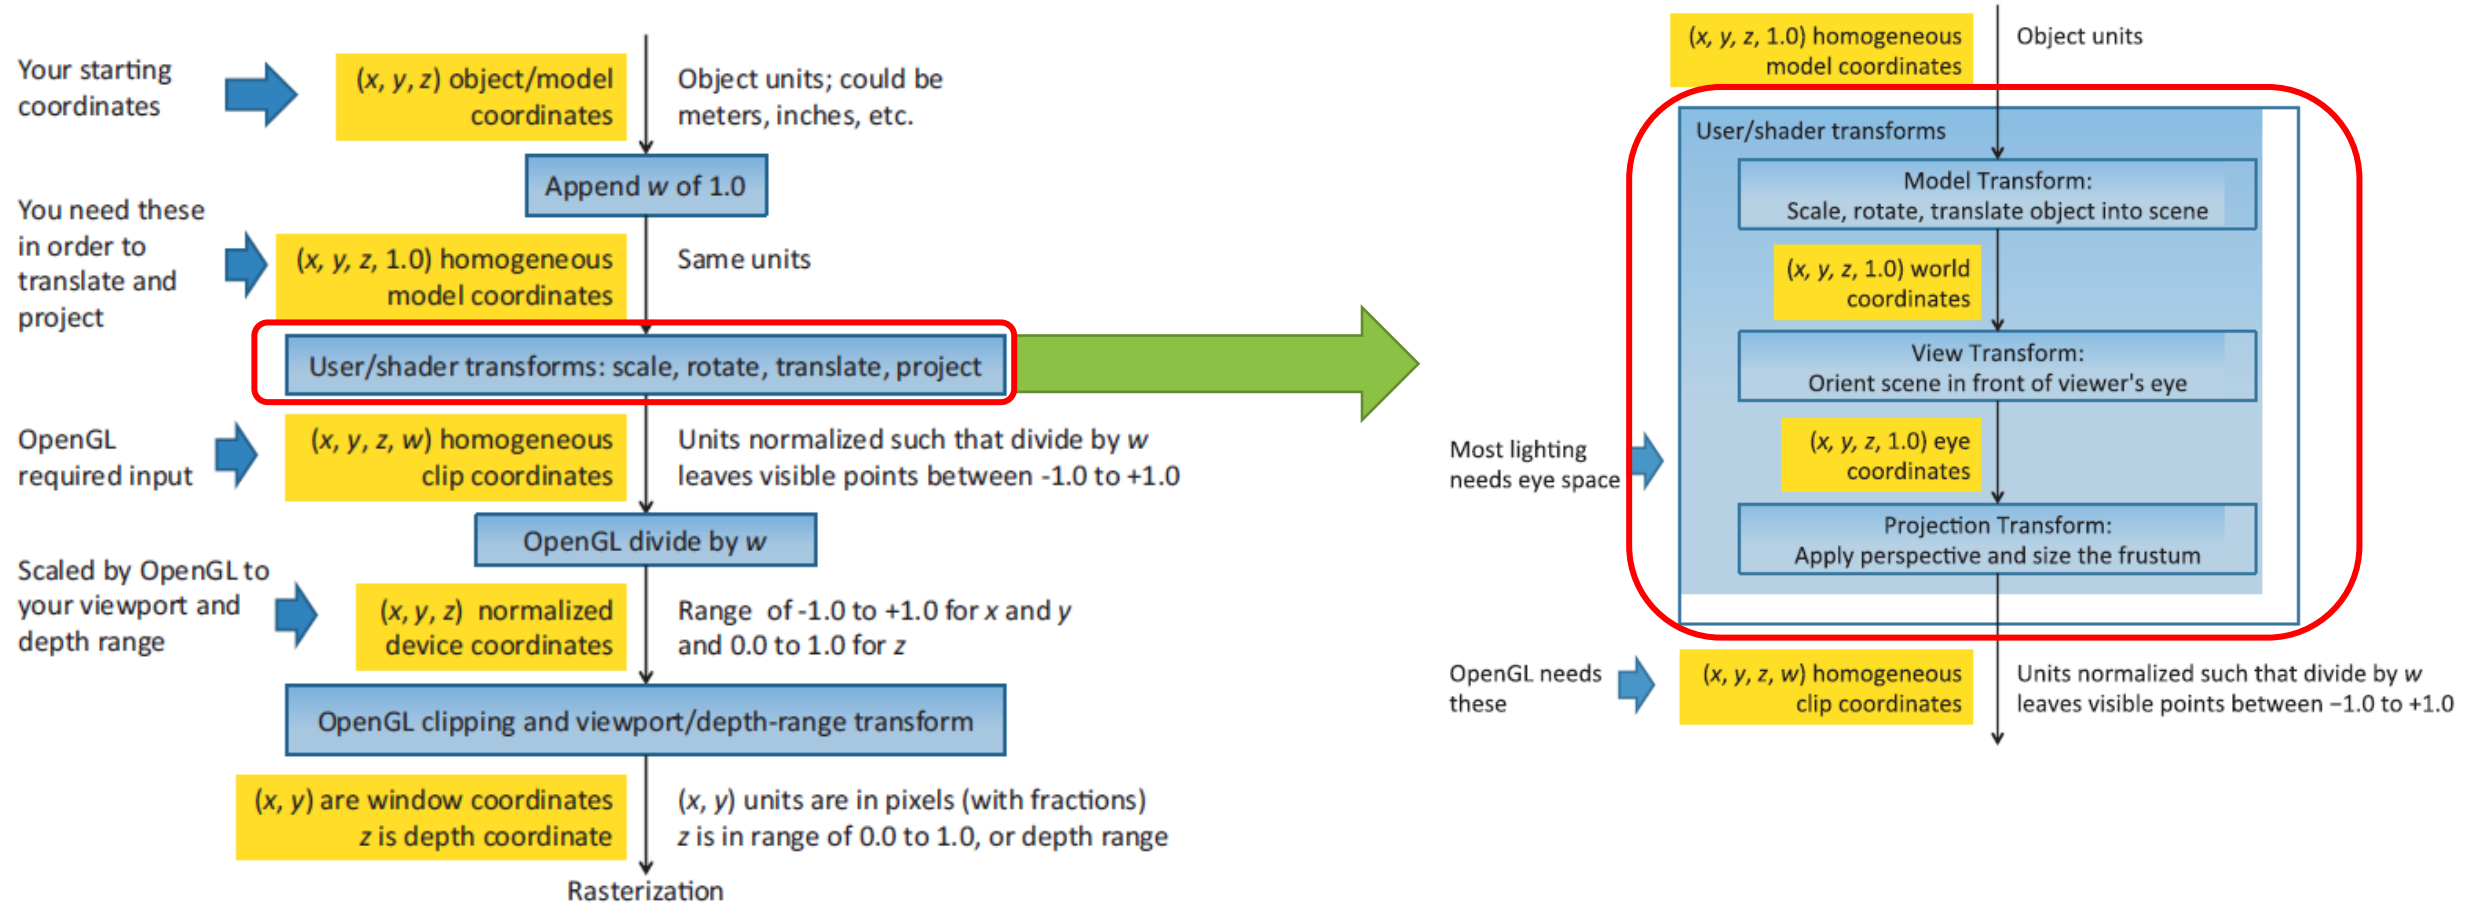 Your starting
coordinates
(x, y, z) object/model
coordinates
Object units; could be
meters, inches, etc.
Append w of 1.0
You need these
in order to
translate and
project
(x, y, z, 1.0) homogeneous
model coordinates
Same units
User/shader transforms: scale, rotate, translate, project
OpenGL
required input
(x, y, z, w) homogeneous
clip coordinates
Units normalized such that divide by w
leaves visible points between -1.0 to +1.0
OpenGL divide by w
Scaled by OpenGL to
your viewport and
depth range
(x, y, z) normalized
device coordinates
Range of -1.0 to +1.0 for x and y
and 0.0 to 1.0 for z
OpenGL clipping and viewport/depth-range transform
(x, y) are window coordinates
z is depth coordinate
(x, y) units are in pixels (with fractions)
z is in range of 0.0 to 1.0, or depth range
Rasterization
(x, y, z, 1.0) homogeneous
model coordinates
Object units
User/shader transforms
Model Transform:
Scale, rotate, translate object into scene
(x, y, z, 1.0) world
coordinates
View Transform:
Orient scene in front of viewer's eye
Most lighting
needs eye space
(x, y, z, 1.0) eye
coordinates
Projection Transform:
Apply perspective and size the frustum
OpenGL needs
these
(x, y, z, w) homogeneous
clip coordinates
Units normalized such that divide by w
leaves visible points between −1.0 to +1.0